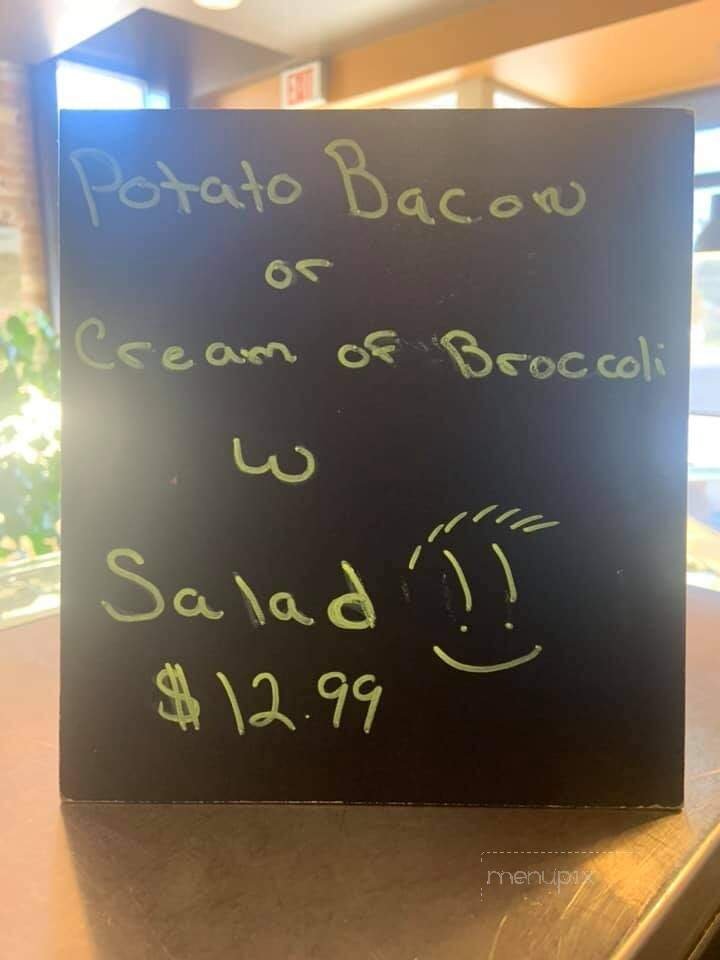 EXIT
Potato Bacon
or
Cream of Broccoli
W
Salad !!
$12.99
menupix